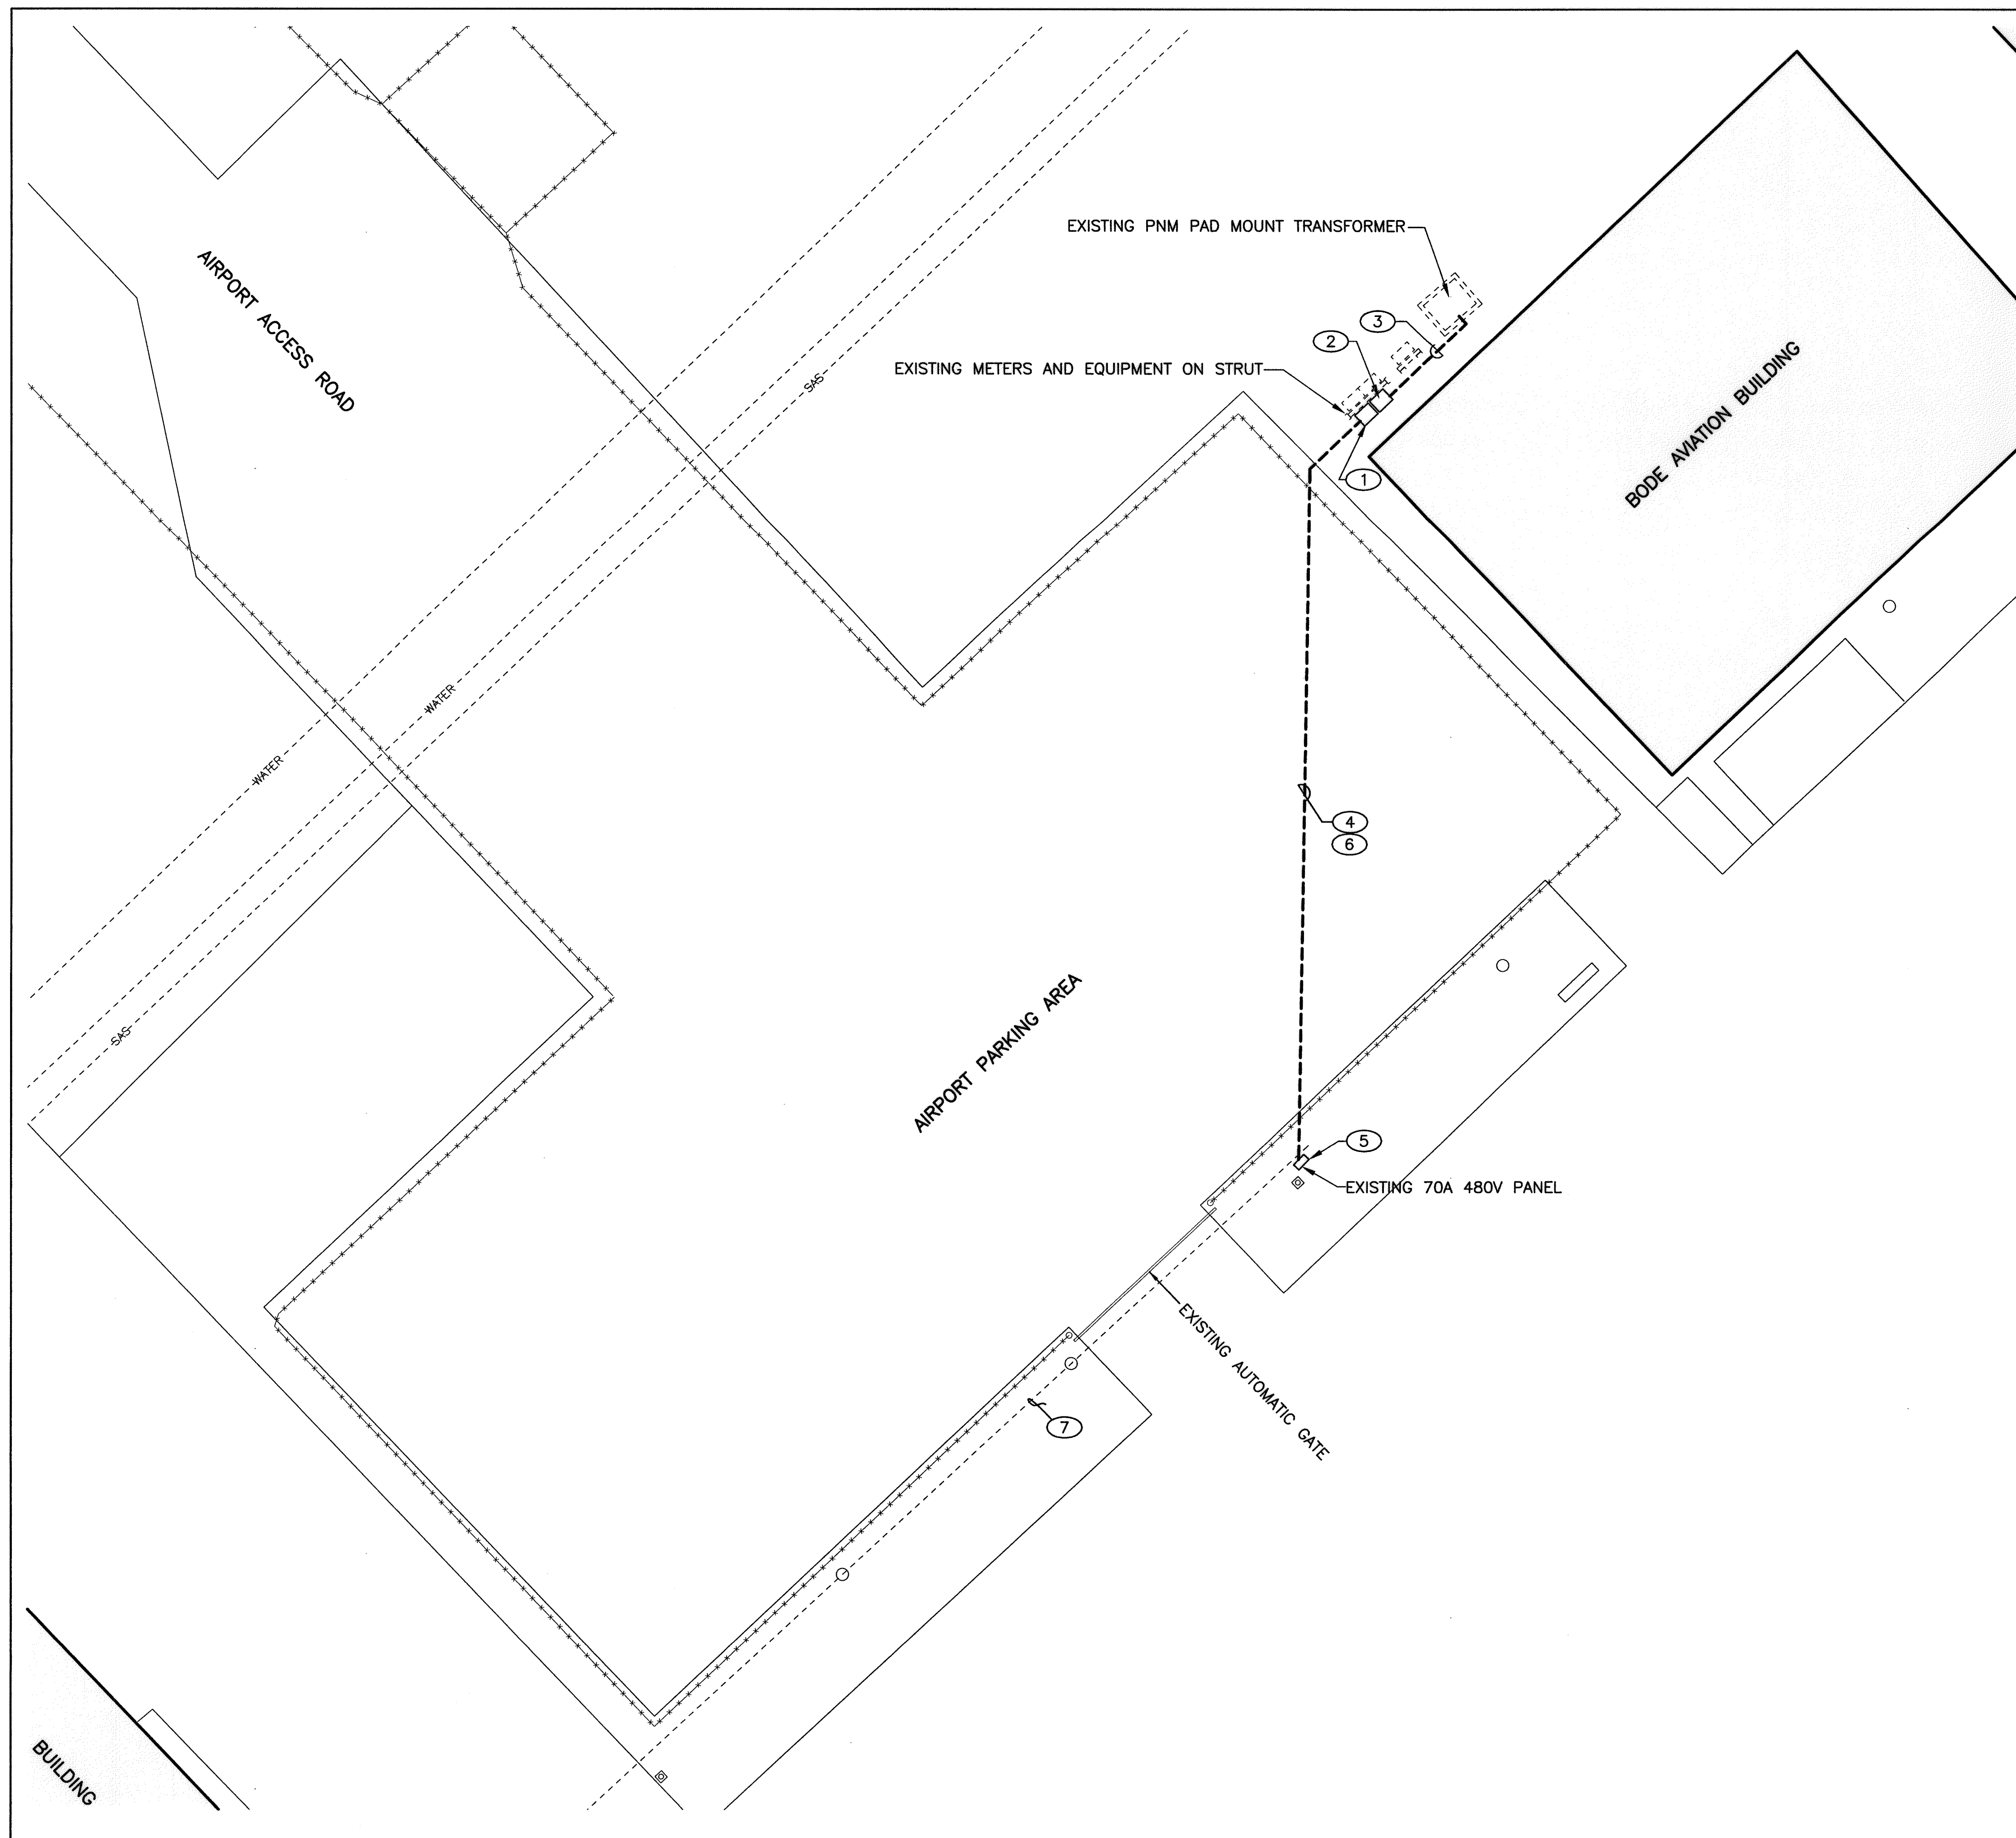 EXISTING PNM PAD MOUNT TRANSFORMER
AIRPORT ACCESS ROAD
3
2
EXISTING METERS AND EQUIPMENT ON STRUT
SAS
BODE AVIATION BUILDING
1
WATER
WATER
4
6
SAS
AIRPORT PARKING AREA
5
EXISTING 70A 480V PANEL
EXISTING AUTOMATIC GATE
7
BUILDING